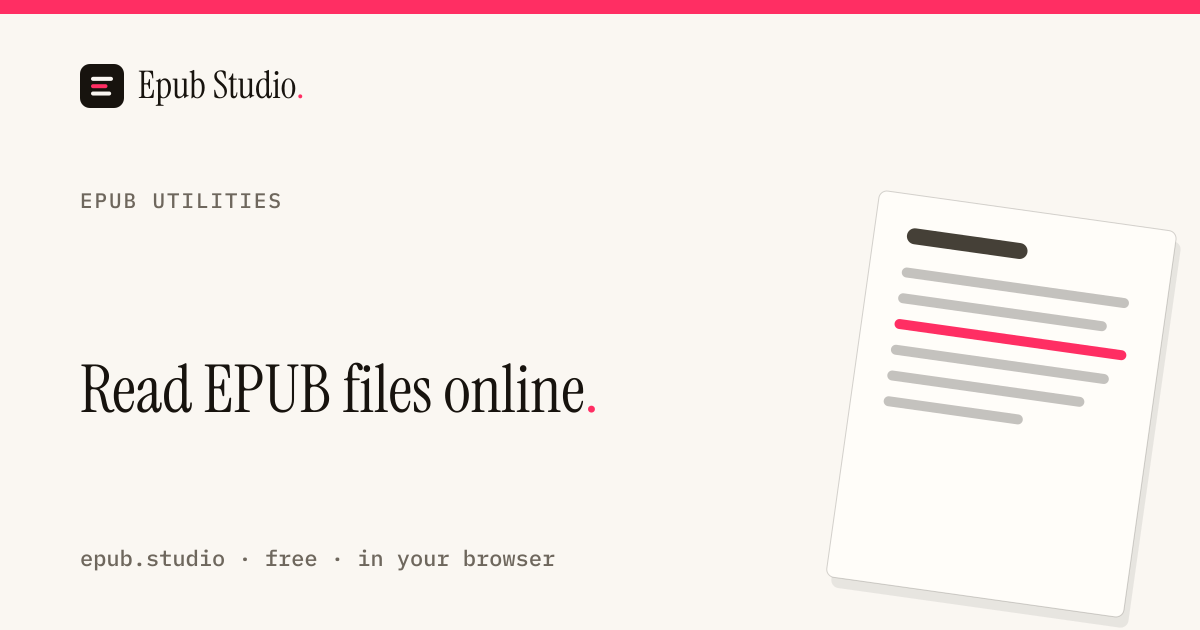 Epub Studio.
EPUB UTILITIES
Read EPUB files online.
epub.studio · free · in your browser